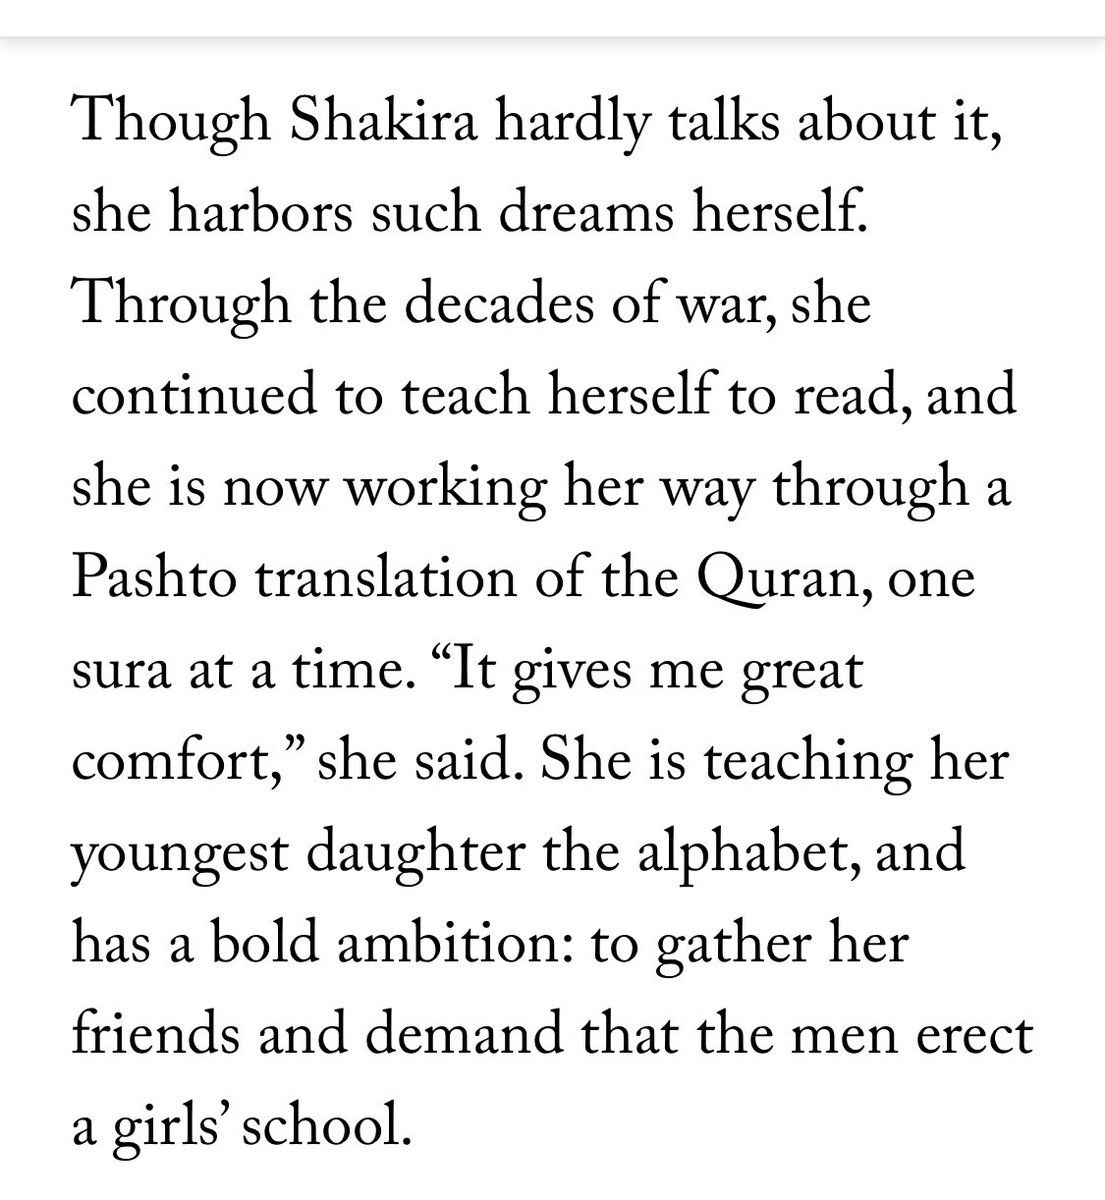 Though Shakira hardly talks about it,
she harbors such dreams herself.
Through the decades of war, she
continued to teach herself to read, and
she is now working her way through a
Pashto translation of the Quran, one
sura at a time. “It gives me great
comfort,” she said. She is teaching her
youngest daughter the alphabet, and
has a bold ambition: to gather her
friends and demand that the men erect
a girls’ school.